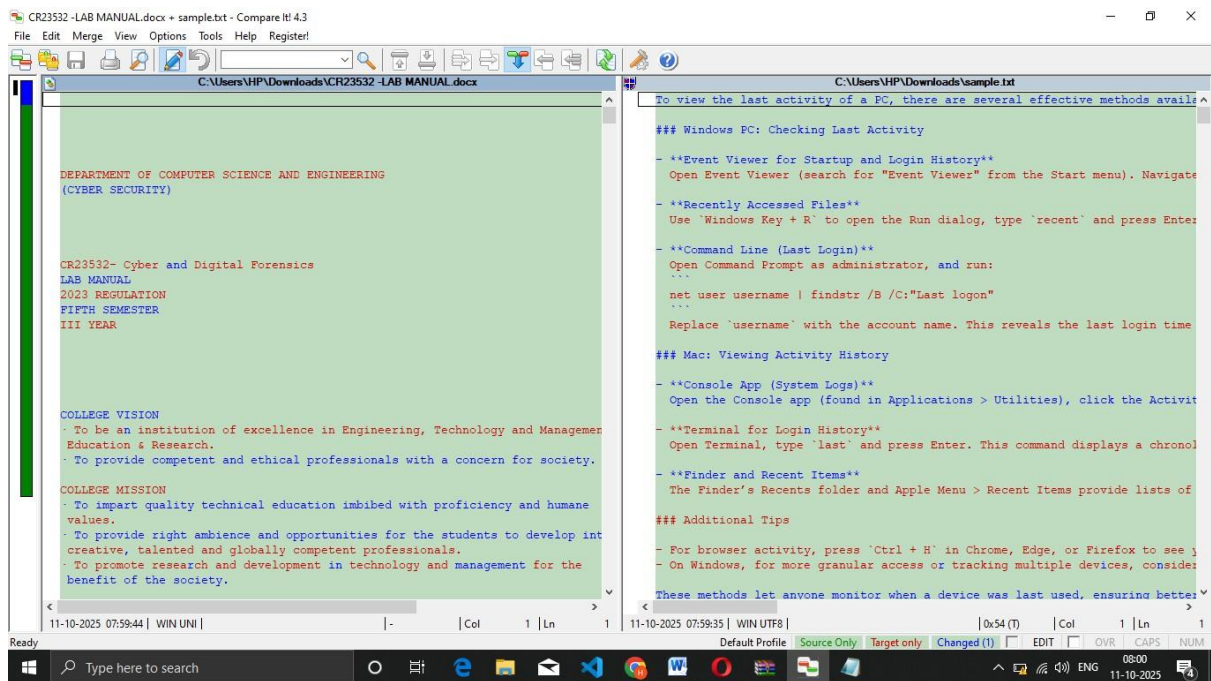 CR23532 -LAB MANUAL.docx + sample.txt - Compare It! 4.3
File Edit Merge View Options Tools Help Register!
C:\Users\HP\Downloads\CR23532 -LAB MANUAL.docx
DEPARTMENT OF COMPUTER SCIENCE AND ENGINEERING
(CYBER SECURITY)
CR23532- Cyber and Digital Forensics
LAB MANUAL
2023 REGULATION
FIFTH SEMESTER
III YEAR
COLLEGE VISION
· To be an institution of excellence in Engineering, Technology and Managemen
Education & Research.
· To provide competent and ethical professionals with a concern for society.
COLLEGE MISSION
· To impart quality technical education imbibed with proficiency and humane
values.
· To provide right ambience and opportunities for the students to develop int
creative, talented and globally competent professionals.
· To promote research and development in technology and management for the
benefit of the society.
11-10-2025 07:59:44 WIN UNI - Col 1 Ln 1
C:\Users\HP\Downloads\sample.txt
To view the last activity of a PC, there are several effective methods availa
### Windows PC: Checking Last Activity
- **Event Viewer for Startup and Login History**
Open Event Viewer (search for "Event Viewer" from the Start menu). Navigate
- **Recently Accessed Files**
Use `Windows Key + R` to open the Run dialog, type `recent` and press Enter
- **Command Line (Last Login)**
Open Command Prompt as administrator, and run:
```
net user username | findstr /B /C:"Last logon"
```
Replace `username` with the account name. This reveals the last login time
### Mac: Viewing Activity History
- **Console App (System Logs)**
Open the Console app (found in Applications > Utilities), click the Activit
- **Terminal for Login History**
Open Terminal, type `last` and press Enter. This command displays a chronol
- **Finder and Recent Items**
The Finder’s Recents folder and Apple Menu > Recent Items provide lists of
### Additional Tips
- For browser activity, press `Ctrl + H` in Chrome, Edge, or Firefox to see y
- On Windows, for more granular access or tracking multiple devices, consider
These methods let anyone monitor when a device was last used, ensuring better
11-10-2025 07:59:35 WIN UTF8 0x54 (T) Col 1 Ln 1
Ready Default Profile Source Only Target only Changed (1) EDIT OVR CAPS NUM
Type here to search ENG 08:00
11-10-2025
4